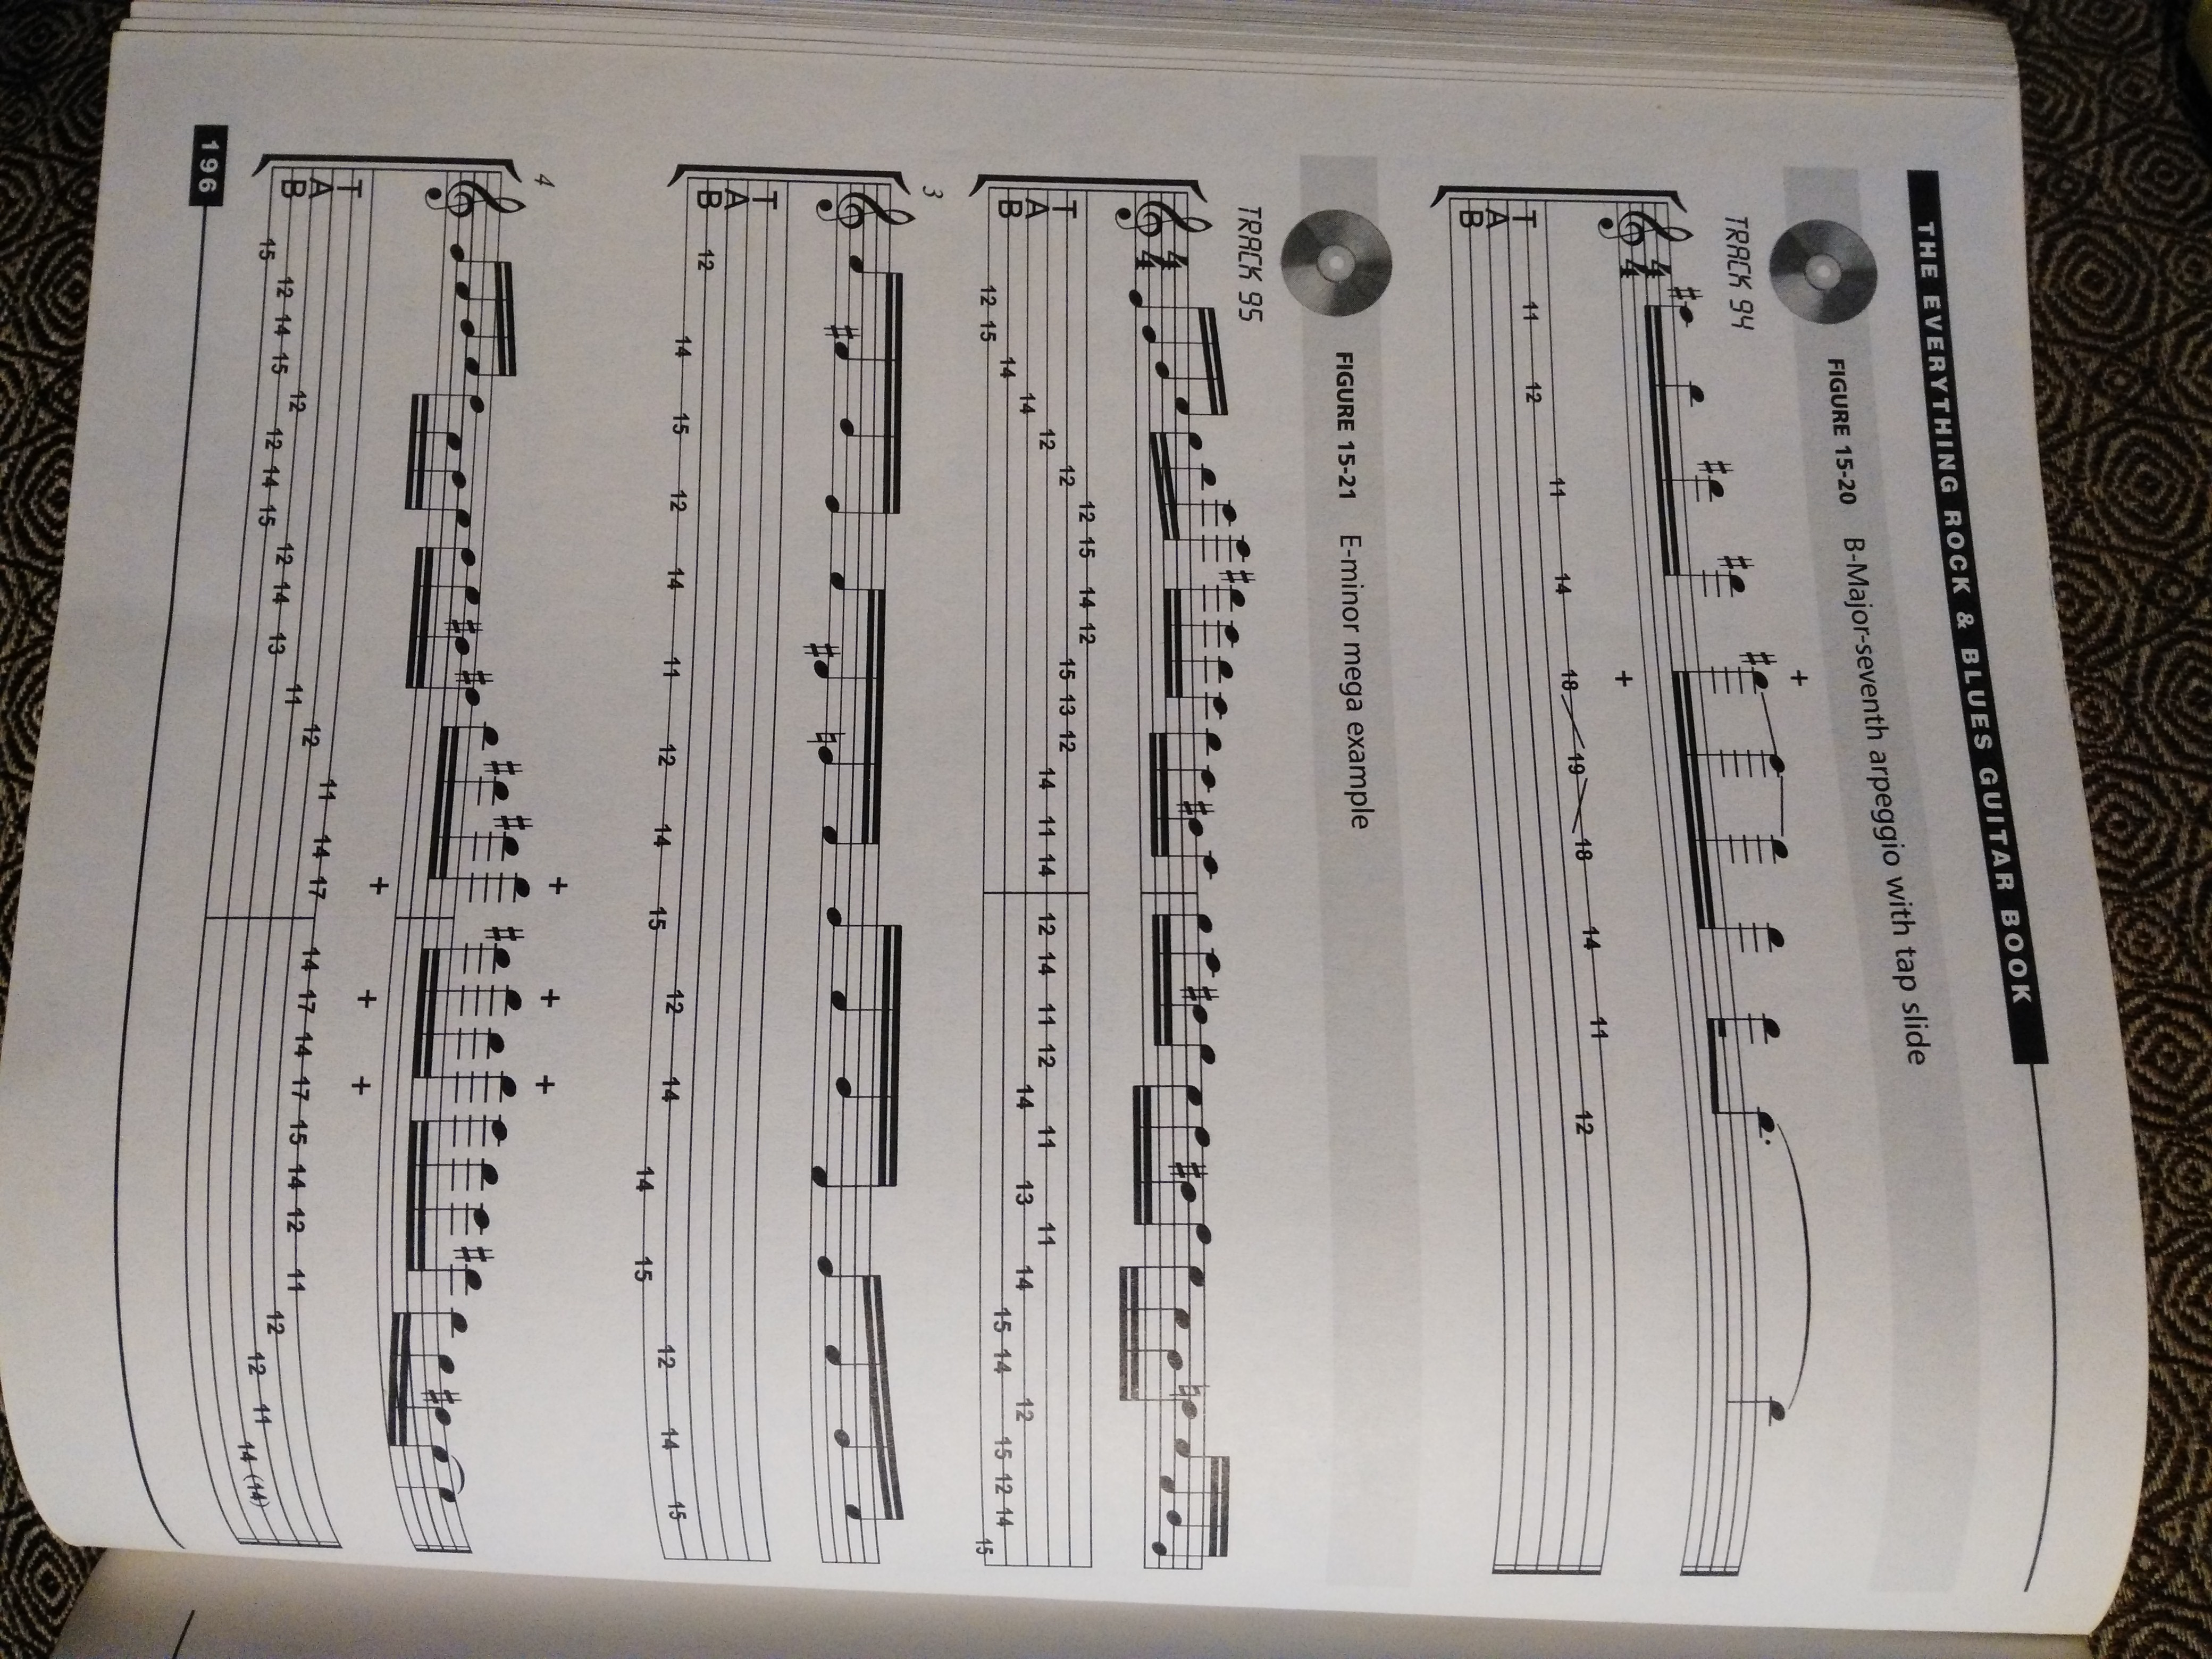 THE EVERYTHING ROCK & BLUES GUITAR BOOK
FIGURE 15-20 B-Major-seventh arpeggio with tap slide
TRACK 94
4
4
+
T
A
B
+
11 12 11 14 18 19 18 14 11 12
FIGURE 15-21 E-minor mega example
TRACK 95
4
4
T
A
B
12 15 14 14 12 12 12 15 14 12 15 13 12 14 11 14 12 14 11 12 14 11 13 11 14 15 14 12 15 12 14 15
3
T
A
B
12 14 15 12 14 11 12 14 15 12 14 14 15 12 14 15
4
+ + +
T
A
B
+ + +
15 12 14 15 12 12 14 15 12 14 13 11 12 11 14 17 14 17 14 17 15 14 12 11 12 12 11 14 (14)
196